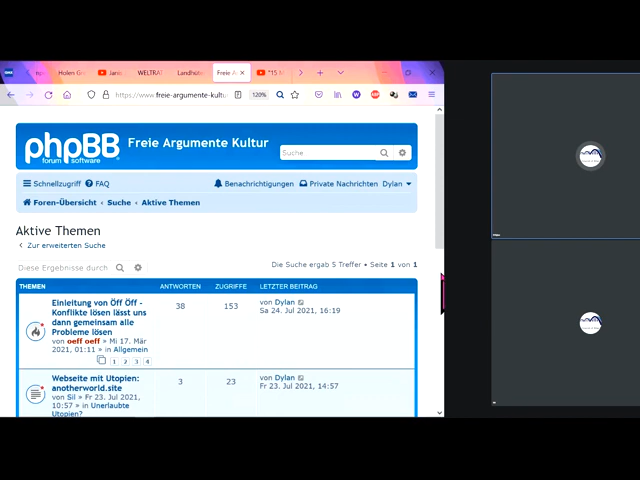 Holen Ge
WELTRA
Landhüte
Freie A
"15 M
https://www.freie-argumente-kultu
120%
phpBB
forum software
Freie Argumente Kultur
Suche
Schnellzugriff FAQ
Benachrichtigungen Private Nachrichten Dylan
Foren-Übersicht ‹ Suche ‹ Aktive Themen
Aktive Themen
‹ Zur erweiterten Suche
Diese Ergebnisse durch
Die Suche ergab 5 Treffer • Seite 1 von 1
THEMEN ANTWORTEN ZUGRIFFE LETZTER BEITRAG
Einleitung von Öff Öff -
Konflikte lösen lässt uns
dann gemeinsam alle
Probleme lösen
von oeff oeff » Mi 17. Mär
2021, 01:11 » in Allgemein
1 2 3 4
38
153
von Dylan
Sa 24. Jul 2021, 16:19
Webseite mit Utopien:
anotherworld.site
von Sil » Fr 23. Jul 2021,
10:57 » in Unerlaubte
Utopien?
3
23
von Dylan
Fr 23. Jul 2021, 14:57